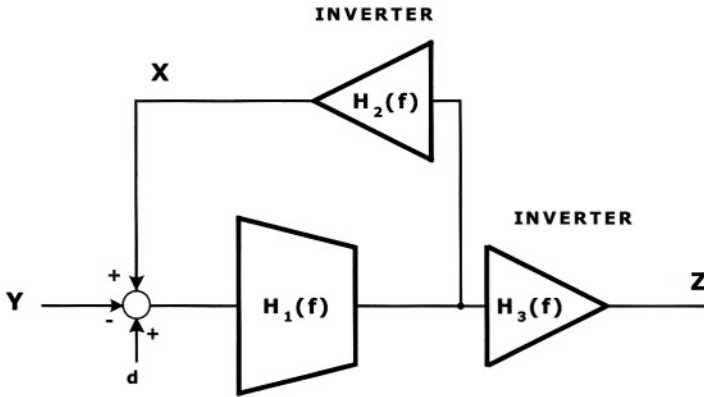 INVERTER
X
H2(f)
INVERTER
Y
+
-
+
d
H1(f)
H3(f)
Z